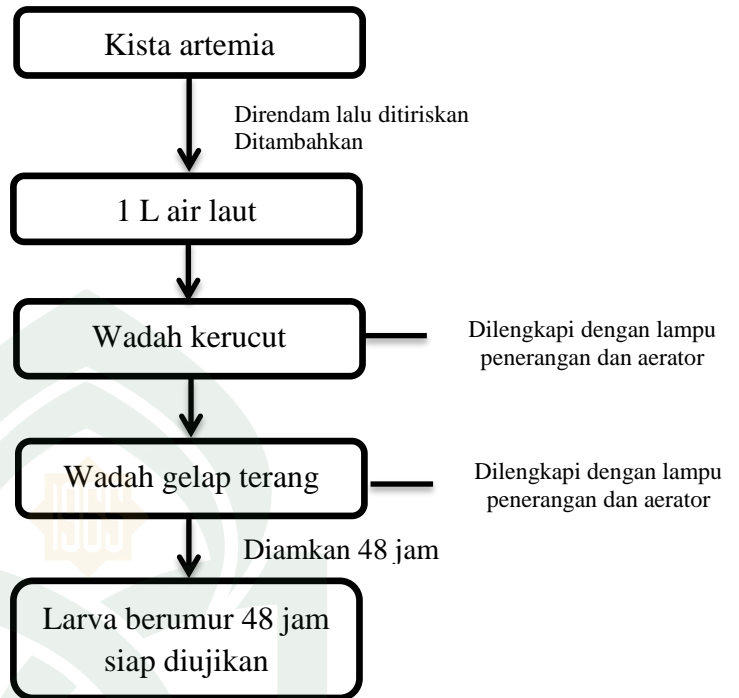 Kista artemia
Direndam lalu ditiriskan
Ditambahkan
1 L air laut
Wadah kerucut
Dilengkapi dengan lampu
penerangan dan aerator
Wadah gelap terang
Dilengkapi dengan lampu
penerangan dan aerator
Diamkan 48 jam
1965
Larva berumur 48 jam
siap diujikan